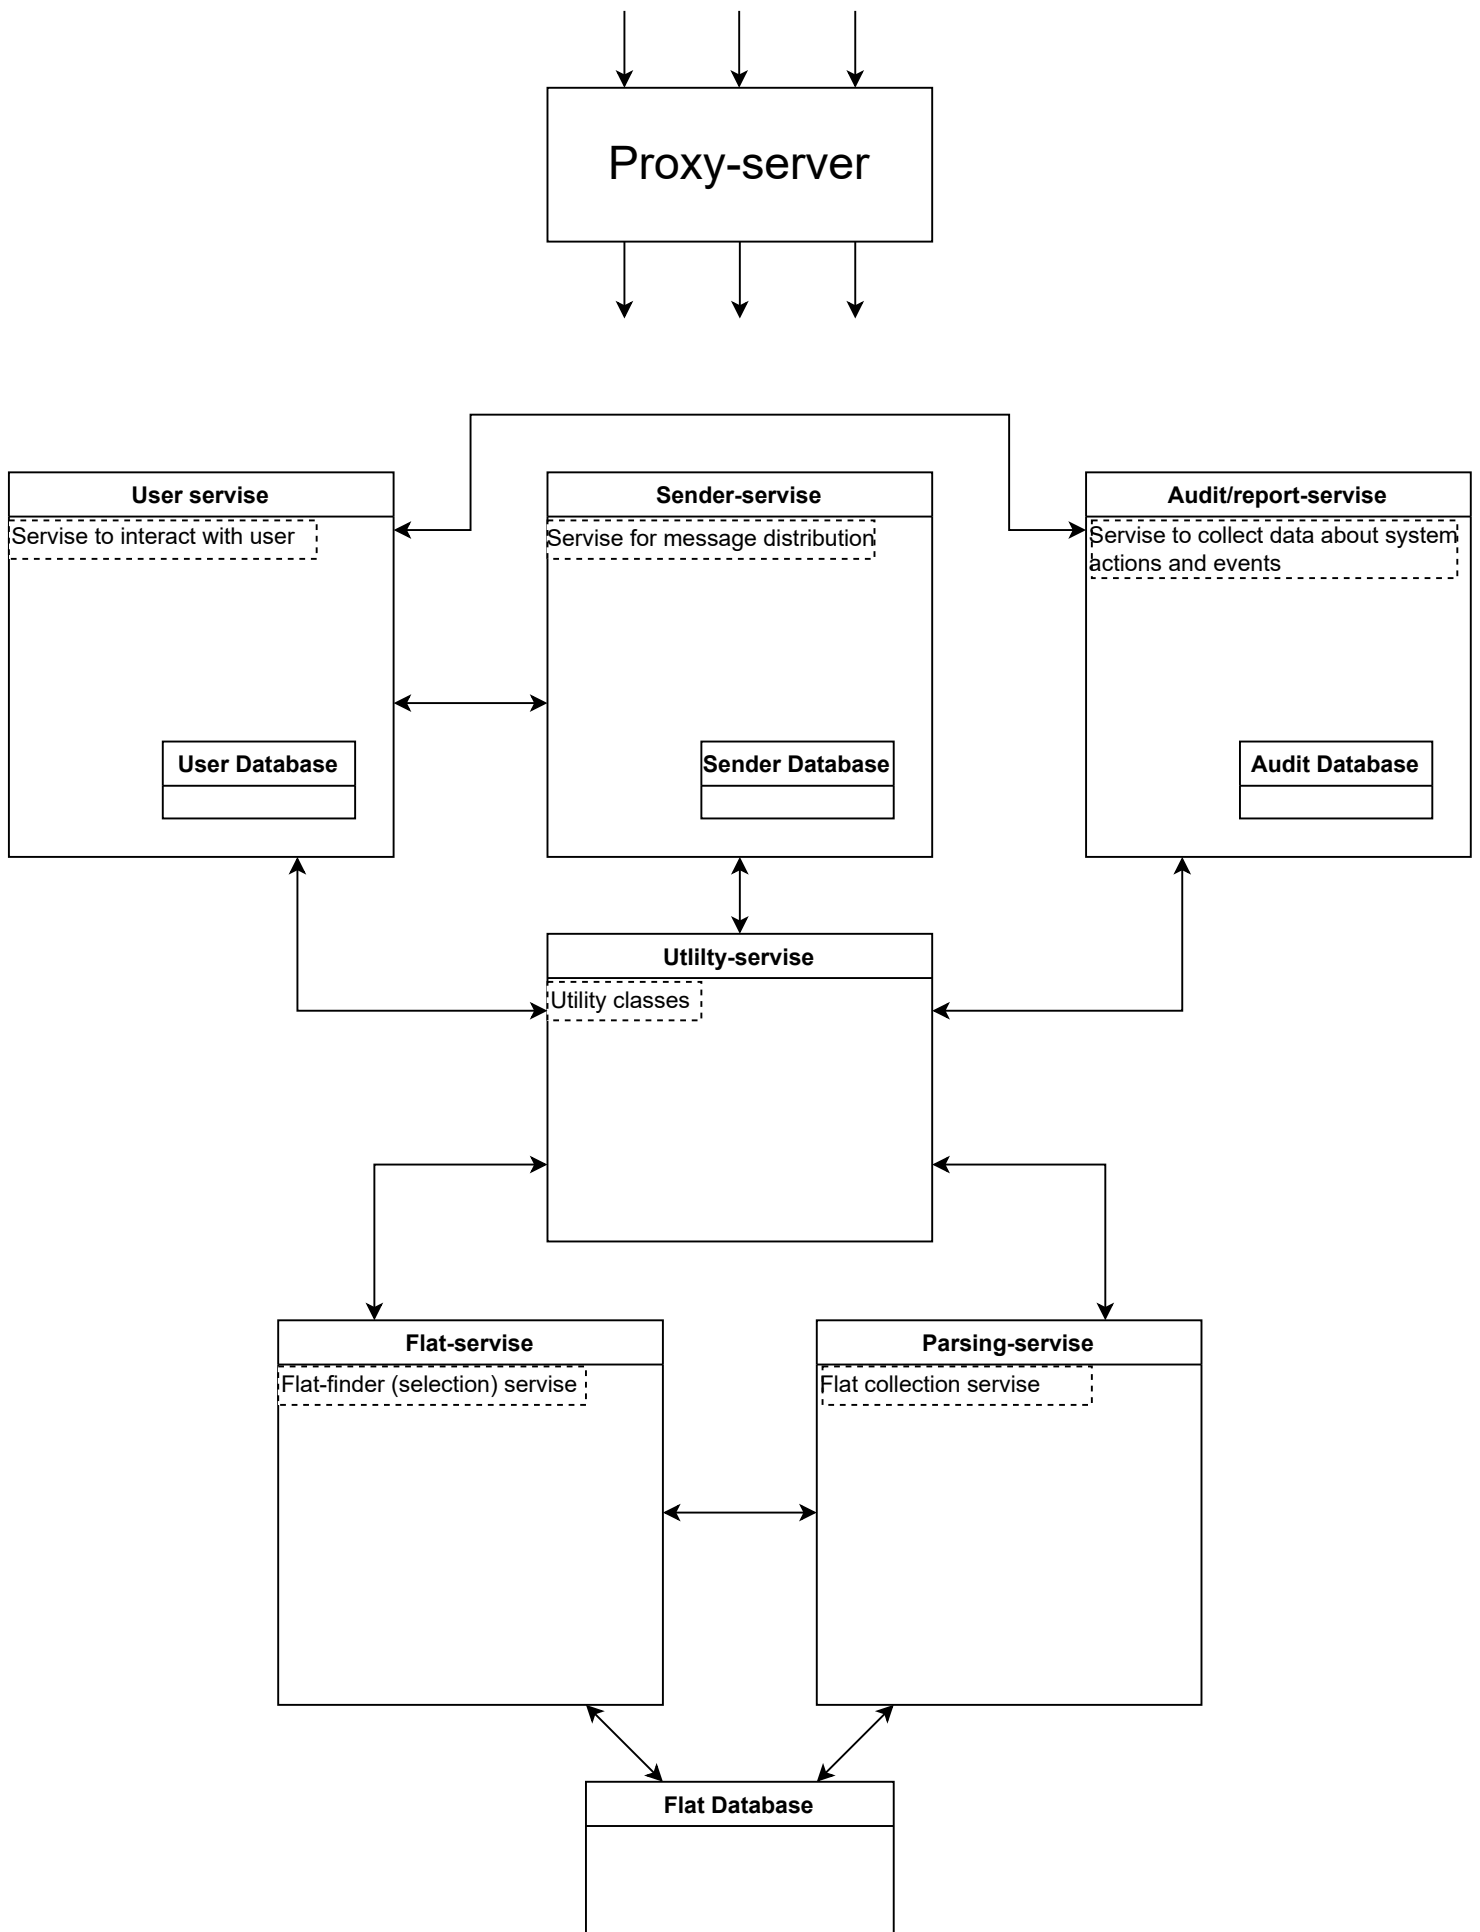 Proxy-server
User servise
Servise to interact with user
User Database
Sender-servise
Servise for message distribution
Sender Database
Audit/report-servise
Servise to collect data about system
actions and events
Audit Database
Utlilty-servise
Utility classes
Flat-servise
Flat-finder (selection) servise
Parsing-servise
Flat collection servise
Flat Database